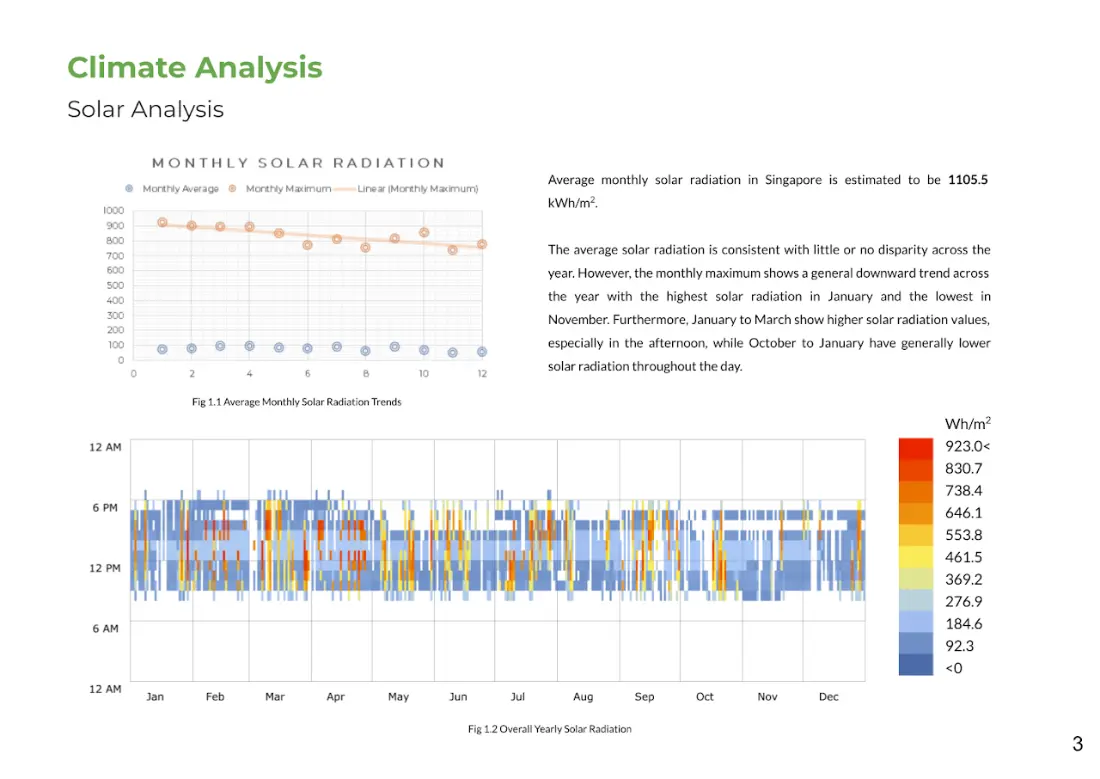 Climate Analysis
Solar Analysis
MONTHLY SOLAR RADIATION
Monthly Average Monthly Maximum Linear (Monthly Maximum)
1000
900
800
700
600
500
400
300
200
100
0
0 2 4 6 8 10 12
Fig 1.1 Average Monthly Solar Radiation Trends
Average monthly solar radiation in Singapore is estimated to be 1105.5
kWh/m².
The average solar radiation is consistent with little or no disparity across the
year. However, the monthly maximum shows a general downward trend across
the year with the highest solar radiation in January and the lowest in
November. Furthermore, January to March show higher solar radiation values,
especially in the afternoon, while October to January have generally lower
solar radiation throughout the day.
12 AM
6 PM
12 PM
6 AM
12 AM
Jan Feb Mar Apr May Jun Jul Aug Sep Oct Nov Dec
Wh/m²
923.0<
830.7
738.4
646.1
553.8
461.5
369.2
276.9
184.6
92.3
<0
Fig 1.2 Overall Yearly Solar Radiation
3